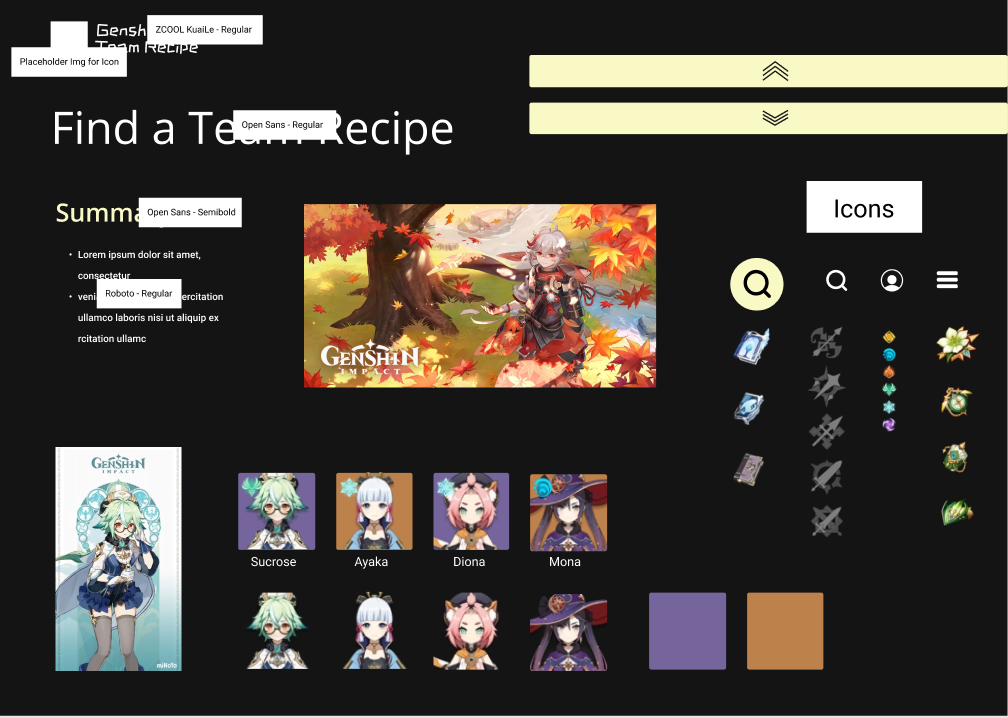 Gensh
Team Recipe
ZCOOL KuaiLe - Regular
Placeholder Img for Icon
Find a Team Recipe
Open Sans - Regular
Summa
Open Sans - Semibold
• Lorem ipsum dolor sit amet,
consectetur
• veni ercitation
Roboto - Regular
ullamco laboris nisi ut aliquip ex
rcitation ullamc
GENSHIN
IMPACT
Icons
GENSHIN
IMPACT
miHoYo
Sucrose
Ayaka
Diona
Mona